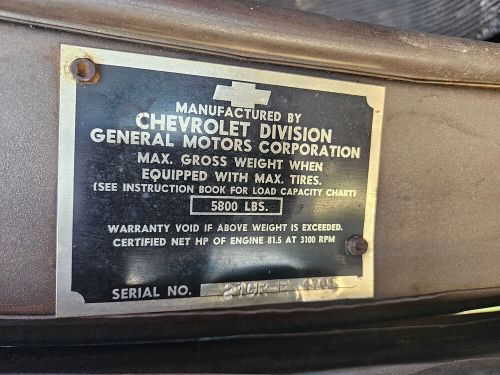 MANUFACTURED BY
CHEVROLET DIVISION
GENERAL MOTORS CORPORATION
MAX. GROSS WEIGHT WHEN
EQUIPPED WITH MAX. TIRES.
(SEE INSTRUCTION BOOK FOR LOAD CAPACITY CHART)
5800 LBS.
WARRANTY VOID IF ABOVE WEIGHT IS EXCEEDED.
CERTIFIED NET HP OF ENGINE 81.5 AT 3100 RPM
SERIAL NO.